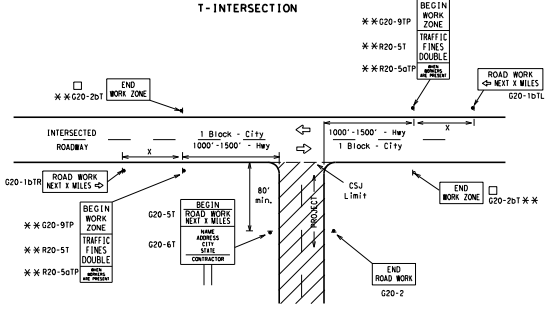 T-INTERSECTION
BEGIN
WORK
ZONE
TRAFFIC
FINES
DOUBLE
WHEN
WORKERS
ARE PRESENT
**G20-9TP
**R20-5T
**R20-5aTP
ROAD WORK
⇦ NEXT X MILES
G20-1bTL
END
WORK ZONE
**G20-2bT
INTERSECTED
ROADWAY
1 Block - City
1000'-1500' - Hwy
X
1000'-1500' - Hwy
1 Block - City
X
ROAD WORK
NEXT X MILES ⇨
G20-1bTR
BEGIN
WORK
ZONE
TRAFFIC
FINES
DOUBLE
WHEN
WORKERS
ARE PRESENT
**G20-9TP
**R20-5T
**R20-5aTP
BEGIN
ROAD WORK
NEXT X MILES
NAME
ADDRESS
CITY
STATE
CONTRACTOR
G20-5T
G20-6T
80'
min.
PROJECT
CSJ
Limit
END
WORK ZONE
G20-2bT**
END
ROAD WORK
G20-2